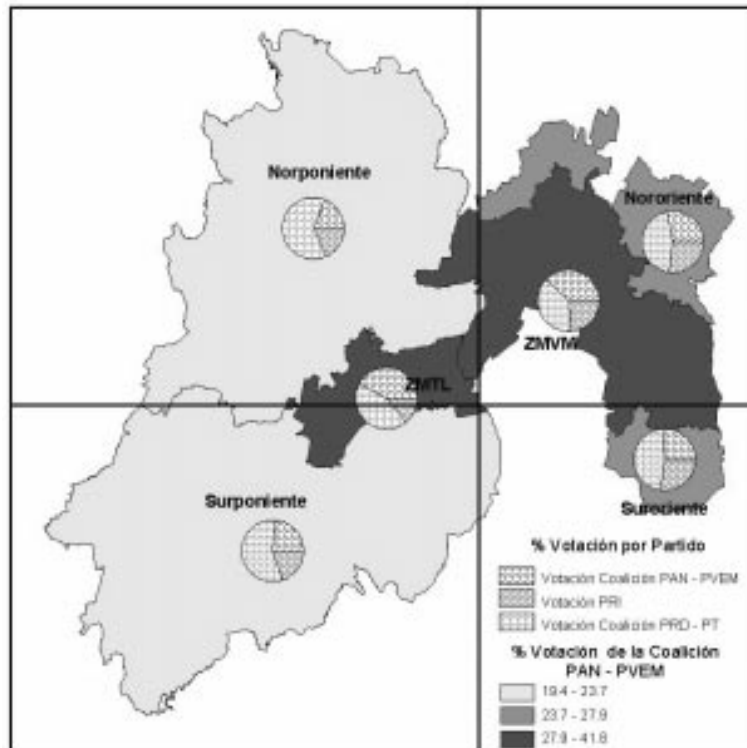 Norponiente
Nororiente
ZMVM
ZMTL
Surponiente
Suroriente
% Votación por Partido
Votación Coalición PAN - PVEM
Votación PRI
Votación Coalición PRD - PT
% Votación de la Coalición
PAN - PVEM
19.4 - 23.7
23.7 - 27.9
27.9 - 41.8